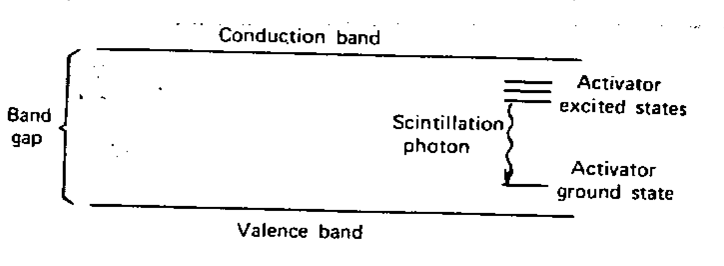 Conduction band
Activator
excited states
Band
gap
Scintillation
photon
Activator
ground state
Valence band